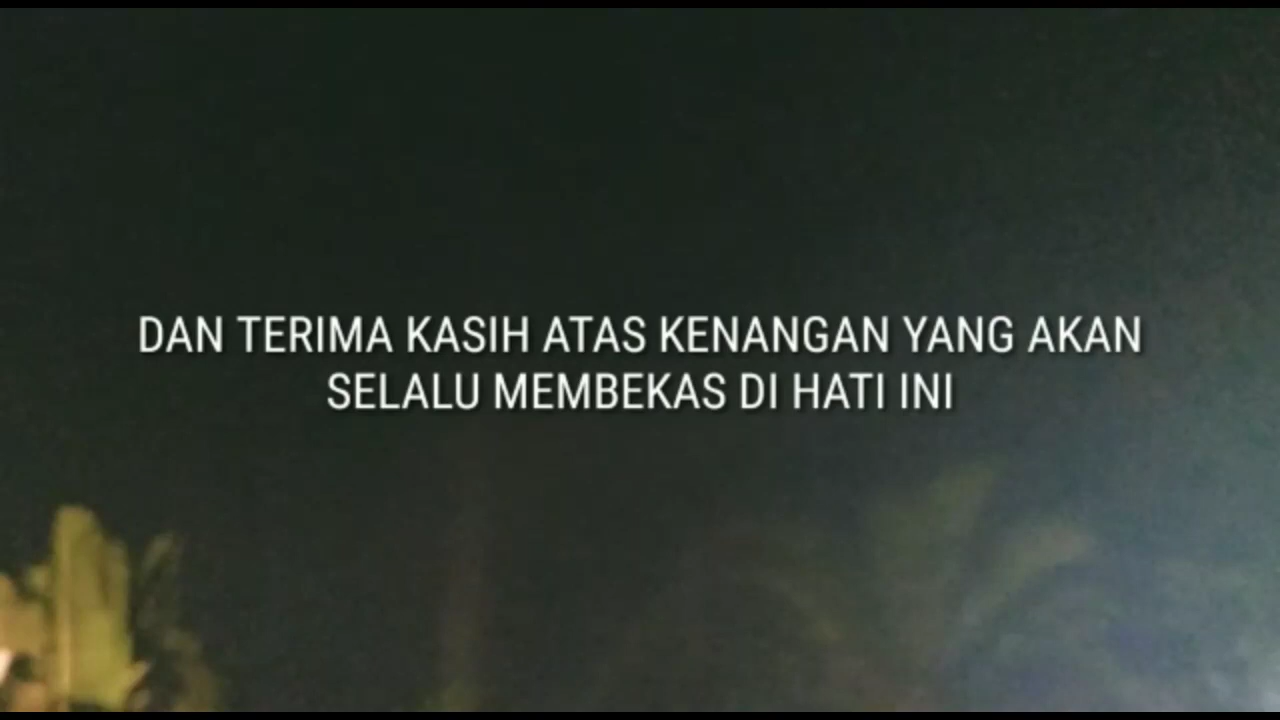 DAN TERIMA KASIH ATAS KENANGAN YANG AKAN
SELALU MEMBEKAS DI HATI INI